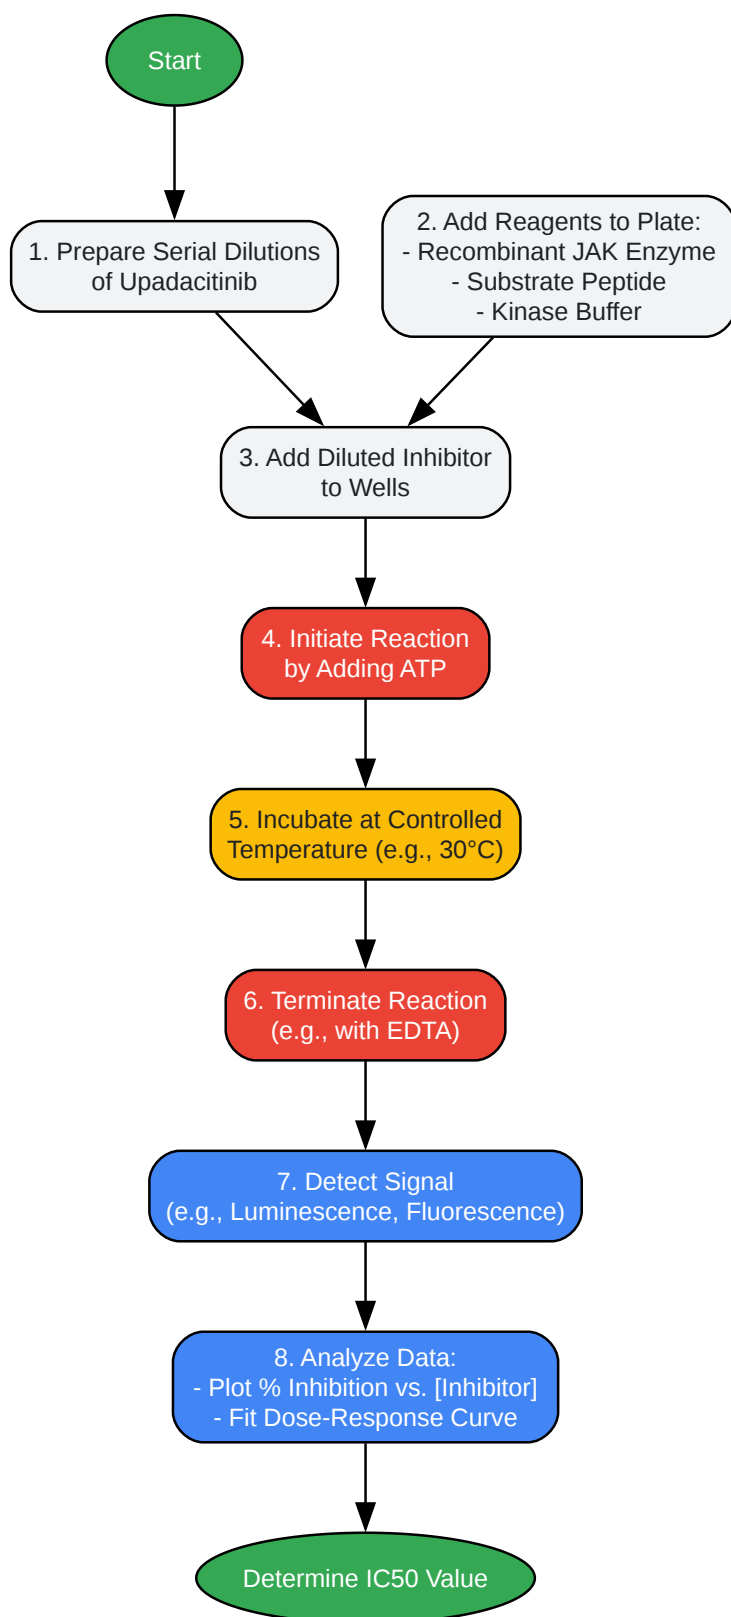 Start
1. Prepare Serial Dilutions
of Upadacitinib
2. Add Reagents to Plate:
- Recombinant JAK Enzyme
- Substrate Peptide
- Kinase Buffer
3. Add Diluted Inhibitor
to Wells
4. Initiate Reaction
by Adding ATP
5. Incubate at Controlled
Temperature (e.g., 30°C)
6. Terminate Reaction
(e.g., with EDTA)
7. Detect Signal
(e.g., Luminescence, Fluorescence)
8. Analyze Data:
- Plot % Inhibition vs. [Inhibitor]
- Fit Dose-Response Curve
Determine IC50 Value